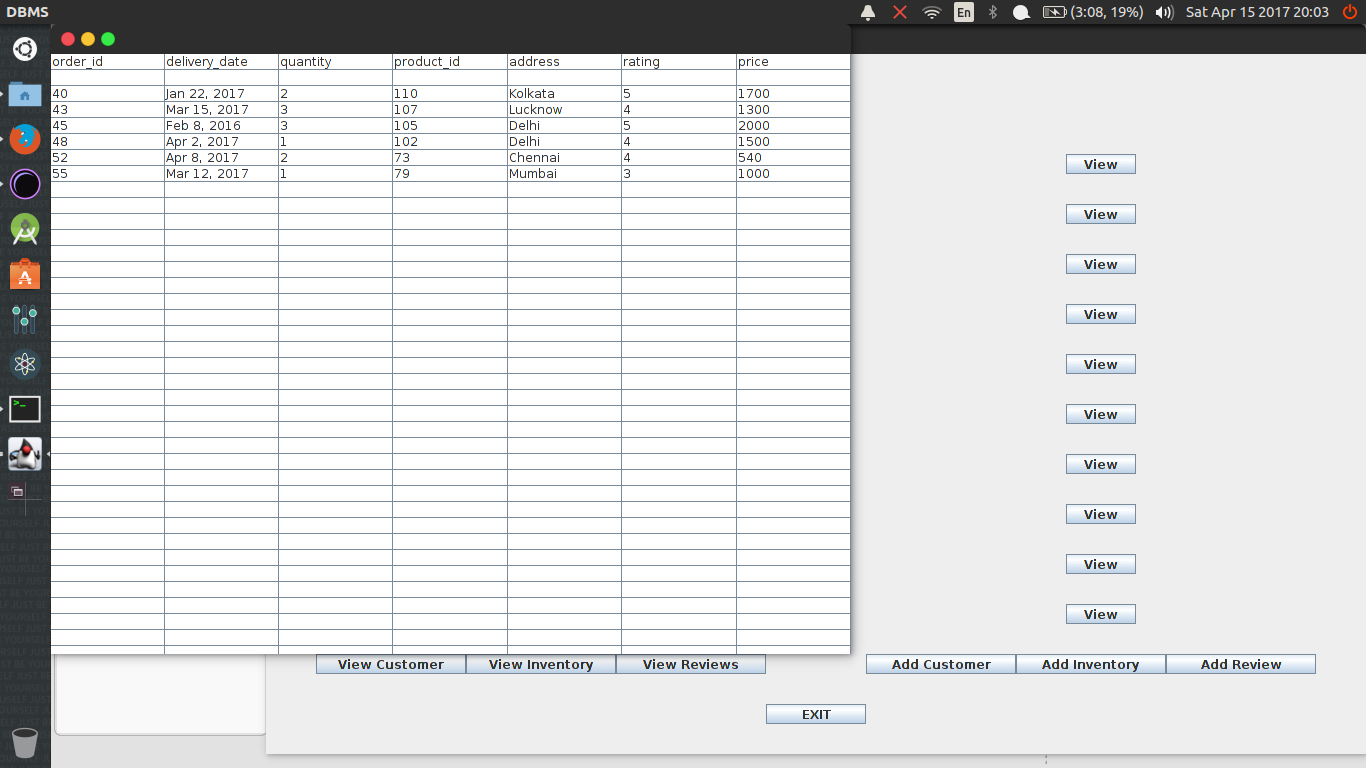 DBMS
En
(3:08, 19%)
Sat Apr 15 2017 20:03
order_id delivery_date quantity product_id address rating price
40 Jan 22, 2017 2 110 Kolkata 5 1700
43 Mar 15, 2017 3 107 Lucknow 4 1300
45 Feb 8, 2016 3 105 Delhi 5 2000
48 Apr 2, 2017 1 102 Delhi 4 1500
52 Apr 8, 2017 2 73 Chennai 4 540
55 Mar 12, 2017 1 79 Mumbai 3 1000
View
View
View
View
View
View
View
View
View
View
View Customer View Inventory View Reviews Add Customer Add Inventory Add Review
EXIT